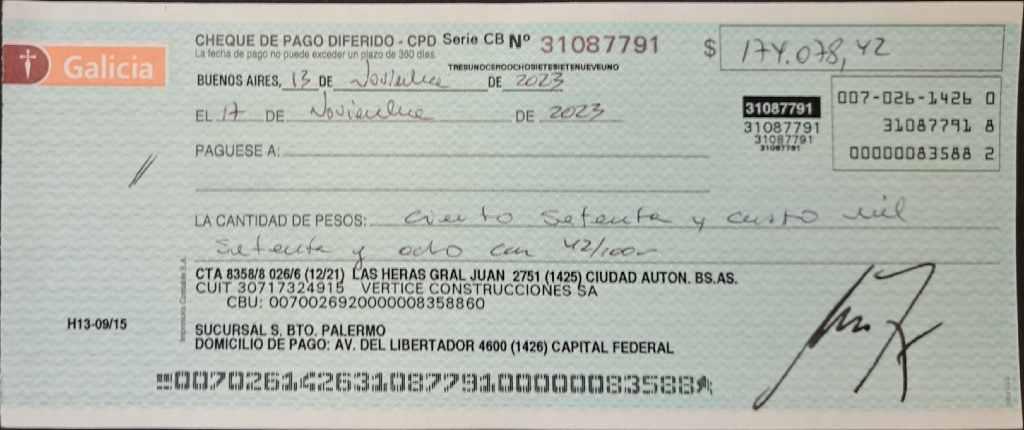 Galicia
CHEQUE DE PAGO DIFERIDO - CPD Serie CB Nº 31087791
La fecha de pago no puede exceder un plazo de 360 días.
$ 174.078,42
TRESUNOCEROOCHOSIETESIETENUEVEUNO
BUENOS AIRES, 13 DE Noviembre DE 2023
EL 17 DE Noviembre DE 2023
31087791
31087791
31087791
31087791
007-026-1426 0
31087791 8
00000083588 2
PAGUESE A:
LA CANTIDAD DE PESOS: ciento setenta y cuatro mil
setenta y ocho con 42/100
CTA 8358/8 026/6 (12/21) LAS HERAS GRAL JUAN 2751 (1425) CIUDAD AUTON. BS.AS.
CUIT 30717324915 VERTICE CONSTRUCCIONES SA
CBU: 0070026920000008358860
H13-09/15
SUCURSAL S. BTO. PALERMO
DOMICILIO DE PAGO: AV. DEL LIBERTADOR 4600 (1426) CAPITAL FEDERAL
00702614263108779100000083588